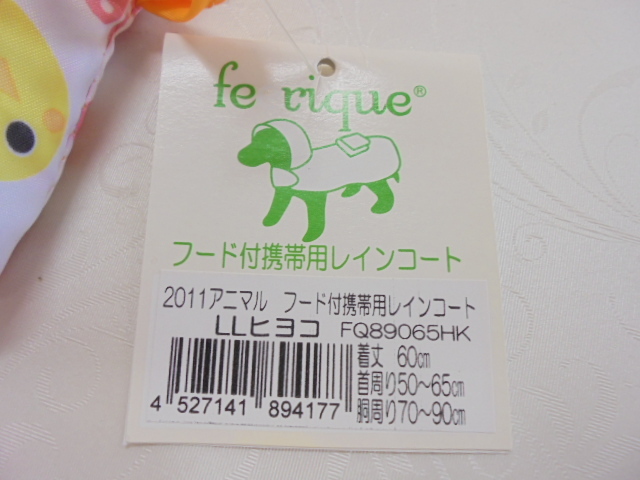 fe rique®
フード付携帯用レインコート
2011アニマル フード付携帯用レインコート
LLヒヨコ FQ89065HK
着丈 60cm
首周り50～65cm
胴周り70～90cm
4 527141 894177